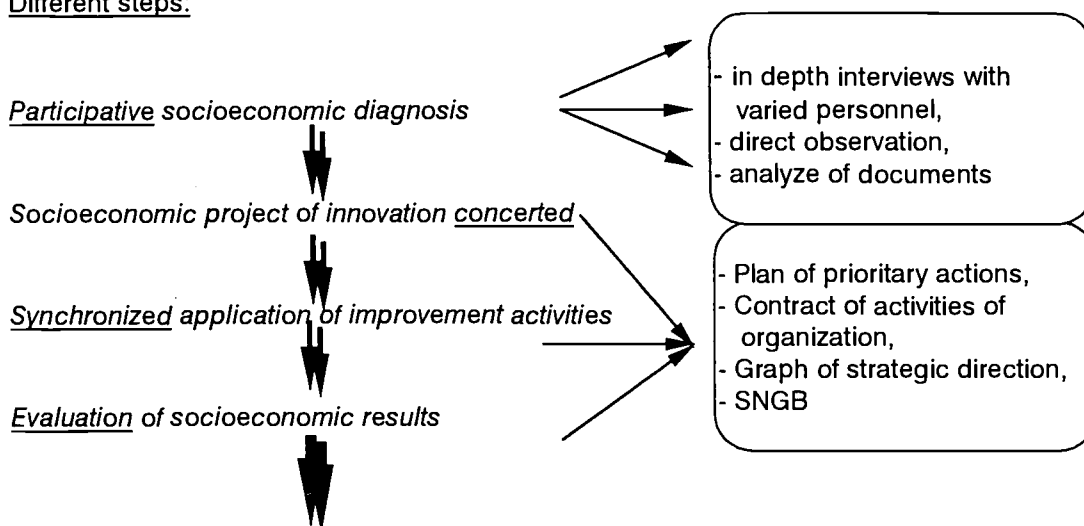 Different steps:
- in depth interviews with
varied personnel,
Participative socioeconomic diagnosis
- direct observation,
- analyze of documents
Socioeconomic project of innovation concerted
- Plan of prioritary actions,
- Contract of activities of
organization,
Synchronized application of improvement activities
- Graph of strategic direction,
- SNGB
Evaluation of socioeconomic results